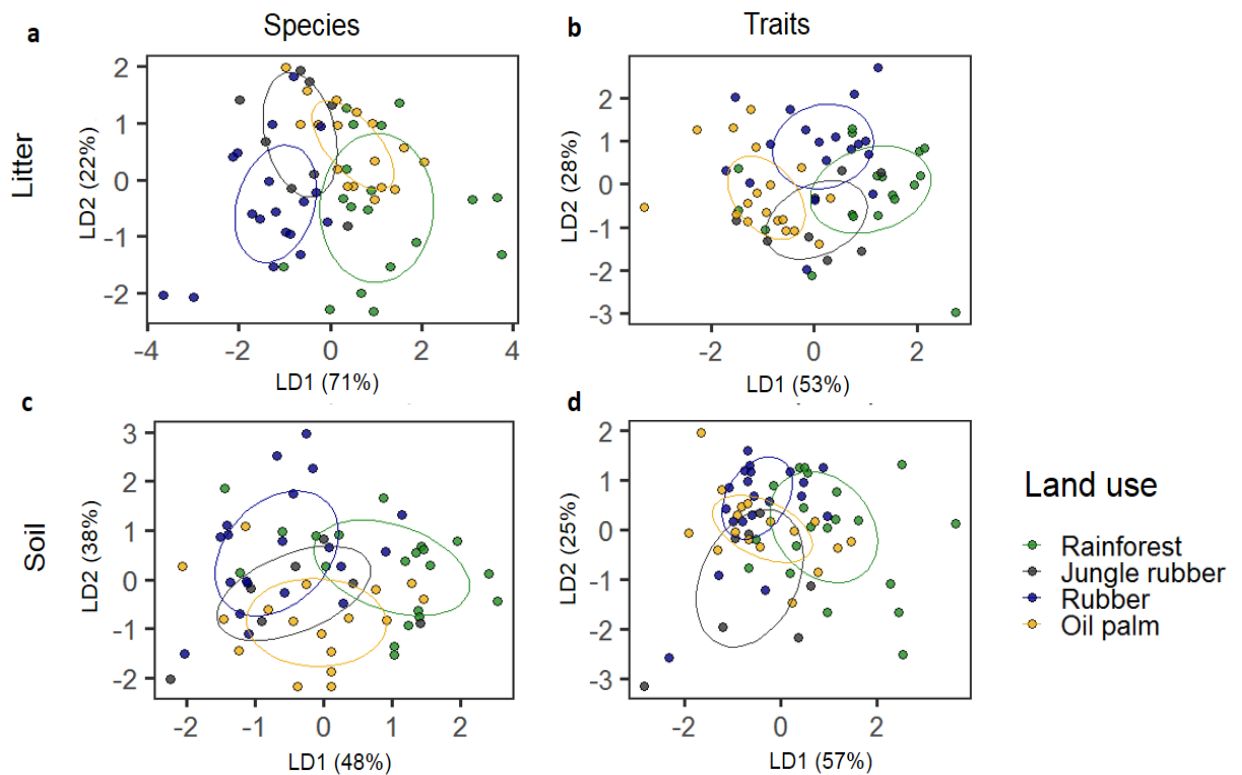 Species
Traits
a
b
Litter
LD2 (22%)
2
1
0
-1
-2
-4
-2
0
2
4
LD1 (71%)
LD2 (28%)
2
1
0
-1
-2
-3
-2
0
2
LD1 (53%)
c
d
Soil
LD2 (38%)
3
2
1
0
-1
-2
-2
-1
0
1
2
LD1 (48%)
LD2 (25%)
2
1
0
-1
-2
-3
-2
0
2
LD1 (57%)
Land use
Rainforest
Jungle rubber
Rubber
Oil palm